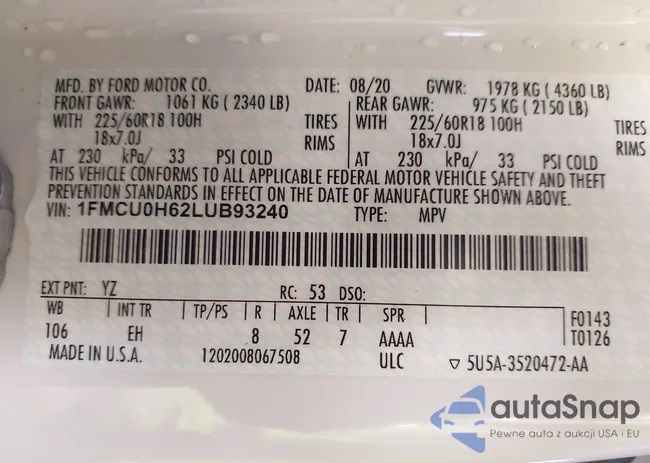 MFD. BY FORD MOTOR CO. DATE: 08/20 GVWR: 1978 KG ( 4360 LB)
FRONT GAWR: 1061 KG ( 2340 LB) REAR GAWR: 975 KG ( 2150 LB)
WITH 225/60R18 100H TIRES WITH 225/60R18 100H TIRES
18x7.0J RIMS 18x7.0J RIMS
AT 230 kPa/ 33 PSI COLD AT 230 kPa/ 33 PSI COLD
THIS VEHICLE CONFORMS TO ALL APPLICABLE FEDERAL MOTOR VEHICLE SAFETY AND THEFT
PREVENTION STANDARDS IN EFFECT ON THE DATE OF MANUFACTURE SHOWN ABOVE.
VIN: 1FMCU0H62LUB93240 TYPE: MPV
EXT PNT: YZ RC: 53 DSO:
WB INT TR TP/PS R AXLE TR SPR F0143
106 EH 8 52 7 AAAA T0126
MADE IN U.S.A. 1202008067508 ULC ▽ 5U5A-3520472-AA
autaSnap
Pewne auta z aukcji USA i EU